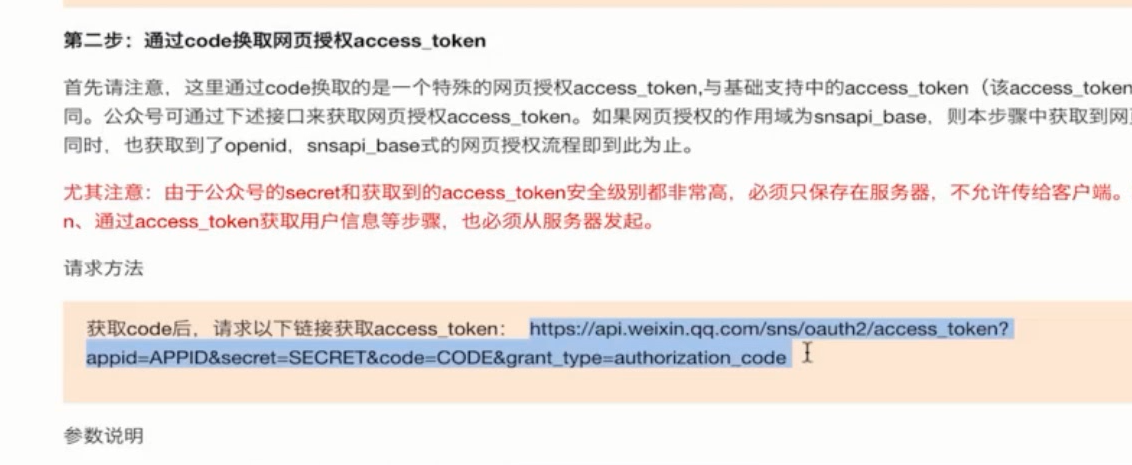 第二步：通过code换取网页授权access_token
首先请注意，这里通过code换取的是一个特殊的网页授权access_token,与基础支持中的access_token（该access_token
同。公众号可通过下述接口来获取网页授权access_token。如果网页授权的作用域为snsapi_base，则本步骤中获取到网
同时，也获取到了openid，snsapi_base式的网页授权流程即到此为止。
尤其注意：由于公众号的secret和获取到的access_token安全级别都非常高，必须只保存在服务器，不允许传给客户端。
n、通过access_token获取用户信息等步骤，也必须从服务器发起。
请求方法
获取code后，请求以下链接获取access_token： https://api.weixin.qq.com/sns/oauth2/access_token?
appid=APPID&secret=SECRET&code=CODE&grant_type=authorization_code
参数说明